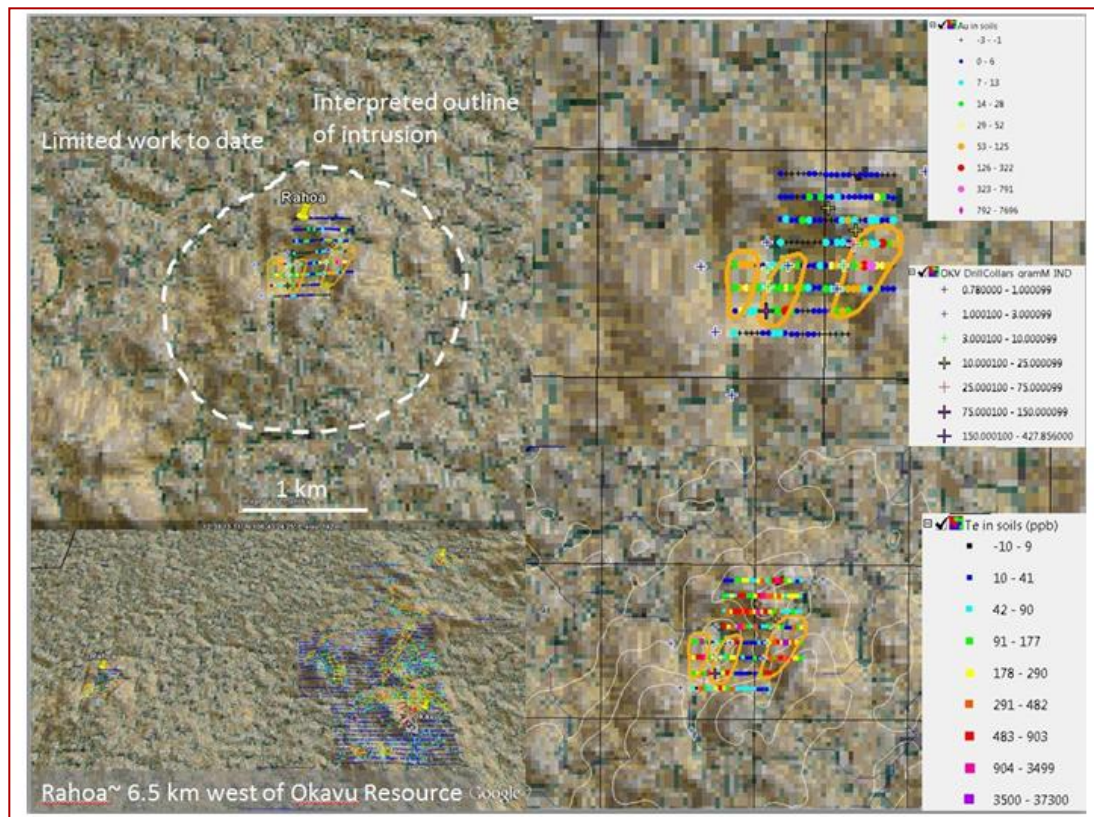 Limited work to date
Interpreted outline
of intrusion
Rahoa
1 km
Rahoa~ 6.5 km west of Okavu Resource
Google
Au in soils
-3 - -1
0 - 6
7 - 13
14 - 28
29 - 52
53 - 125
126 - 322
323 - 791
792 - 7696
OKV DrillCollars gramM IND
0.780000 - 1.000099
1.000100 - 3.000099
3.000100 - 10.000099
10.000100 - 25.000099
25.000100 - 75.000099
75.000100 - 150.000099
150.000100 - 427.856000
Te in soils (ppb)
-10 - 9
10 - 41
42 - 90
91 - 177
178 - 290
291 - 482
483 - 903
904 - 3499
3500 - 37300